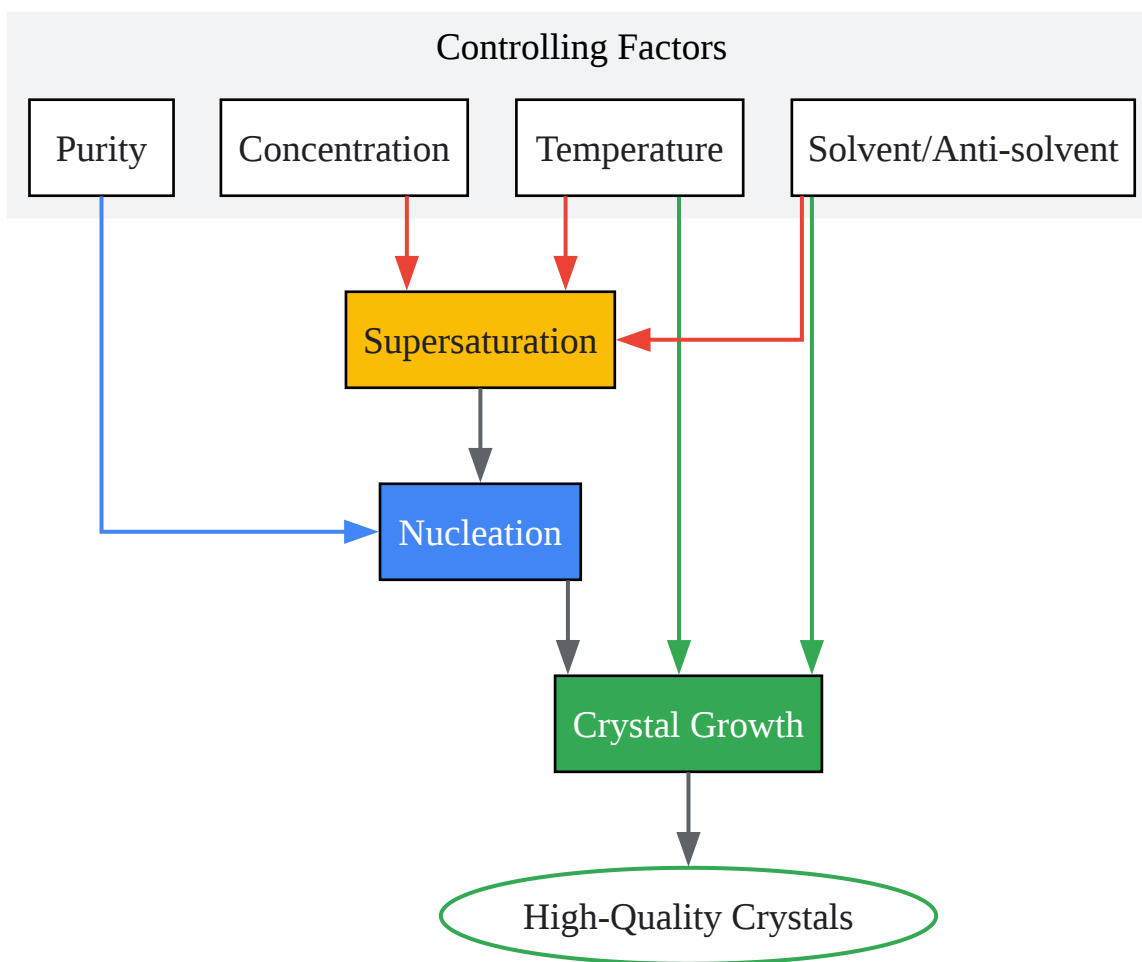 Controlling Factors
Purity
Concentration
Temperature
Solvent/Anti-solvent
Supersaturation
Nucleation
Crystal Growth
High-Quality Crystals